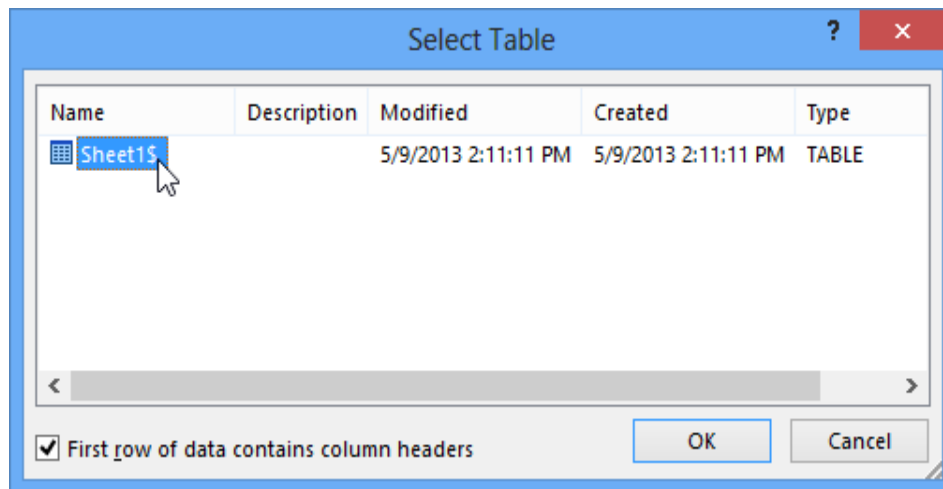 Select Table ? ×
Name Description Modified Created Type
Sheet1$ 5/9/2013 2:11:11 PM 5/9/2013 2:11:11 PM TABLE
First row of data contains column headers OK Cancel